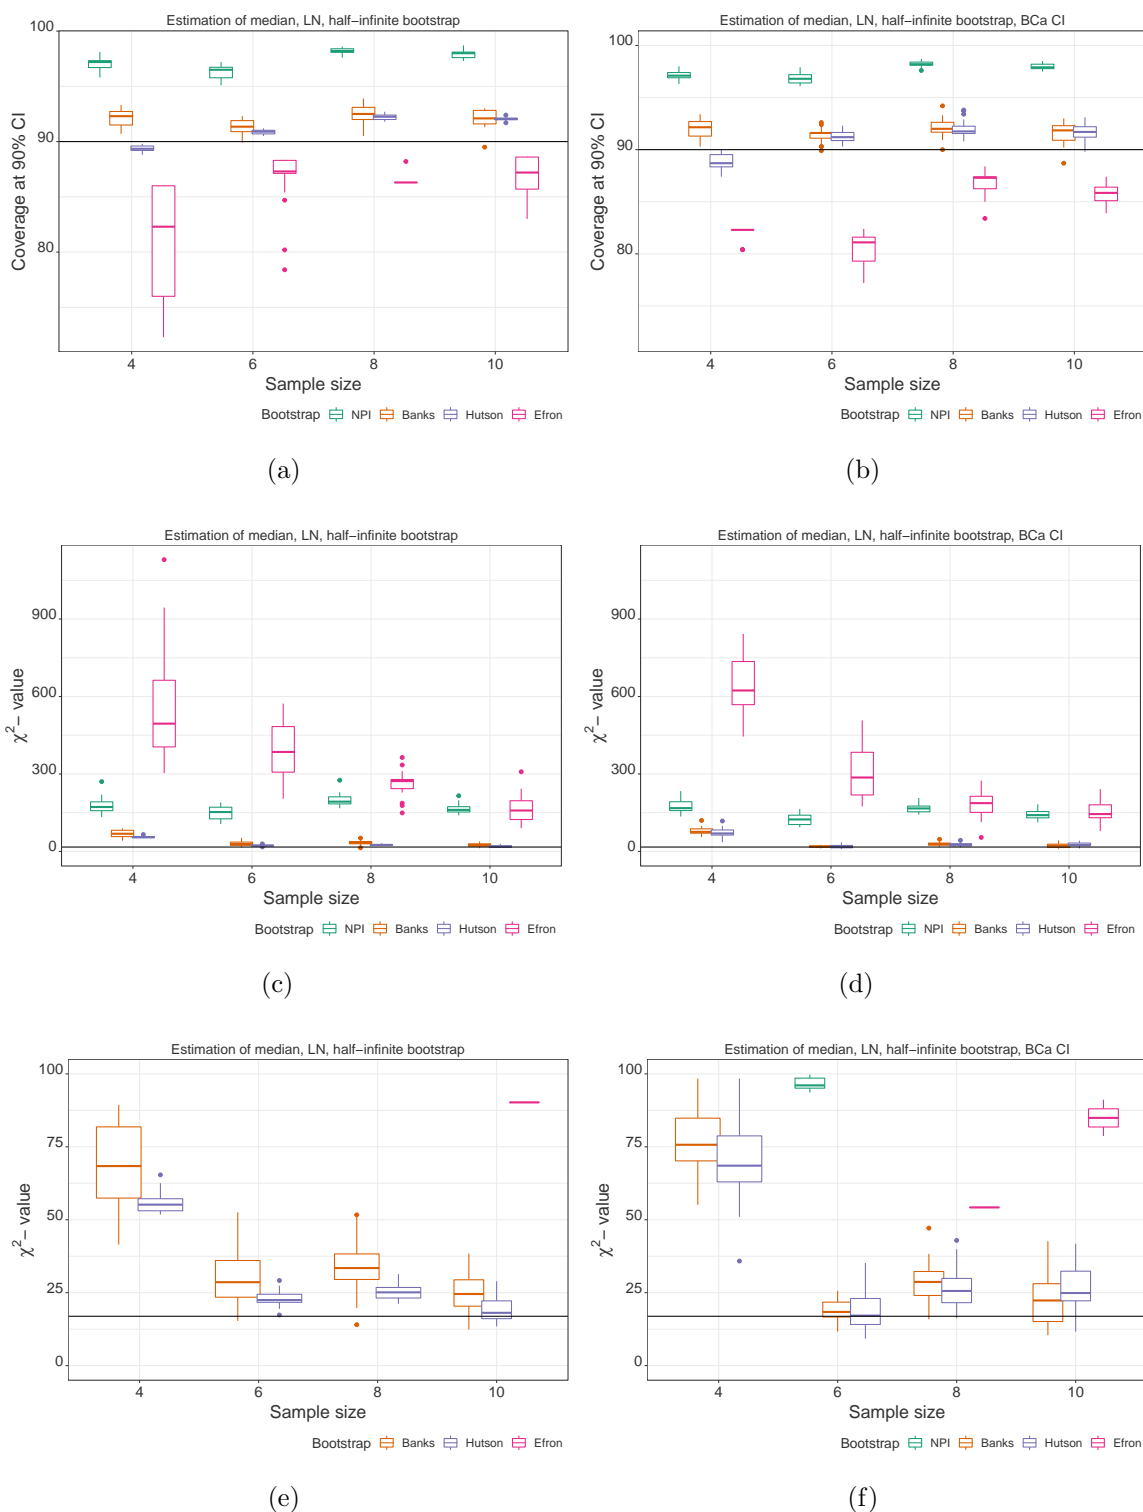 Estimation of median, LN, half−infinite bootstrap
100
90
80
Coverage at 90% CI
4 6 8 10
Sample size
Bootstrap NPI Banks Hutson Efron
(a)
Estimation of median, LN, half−infinite bootstrap, BCa CI
100
90
80
Coverage at 90% CI
4 6 8 10
Sample size
Bootstrap NPI Banks Hutson Efron
(b)
Estimation of median, LN, half−infinite bootstrap
900
600
300
0
χ²− value
4 6 8 10
Sample size
Bootstrap NPI Banks Hutson Efron
(c)
Estimation of median, LN, half−infinite bootstrap, BCa CI
900
600
300
0
χ²− value
4 6 8 10
Sample size
Bootstrap NPI Banks Hutson Efron
(d)
Estimation of median, LN, half−infinite bootstrap
100
75
50
25
0
χ²− value
4 6 8 10
Sample size
Bootstrap Banks Hutson Efron
(e)
Estimation of median, LN, half−infinite bootstrap, BCa CI
100
75
50
25
0
χ²− value
4 6 8 10
Sample size
Bootstrap NPI Banks Hutson Efron
(f)